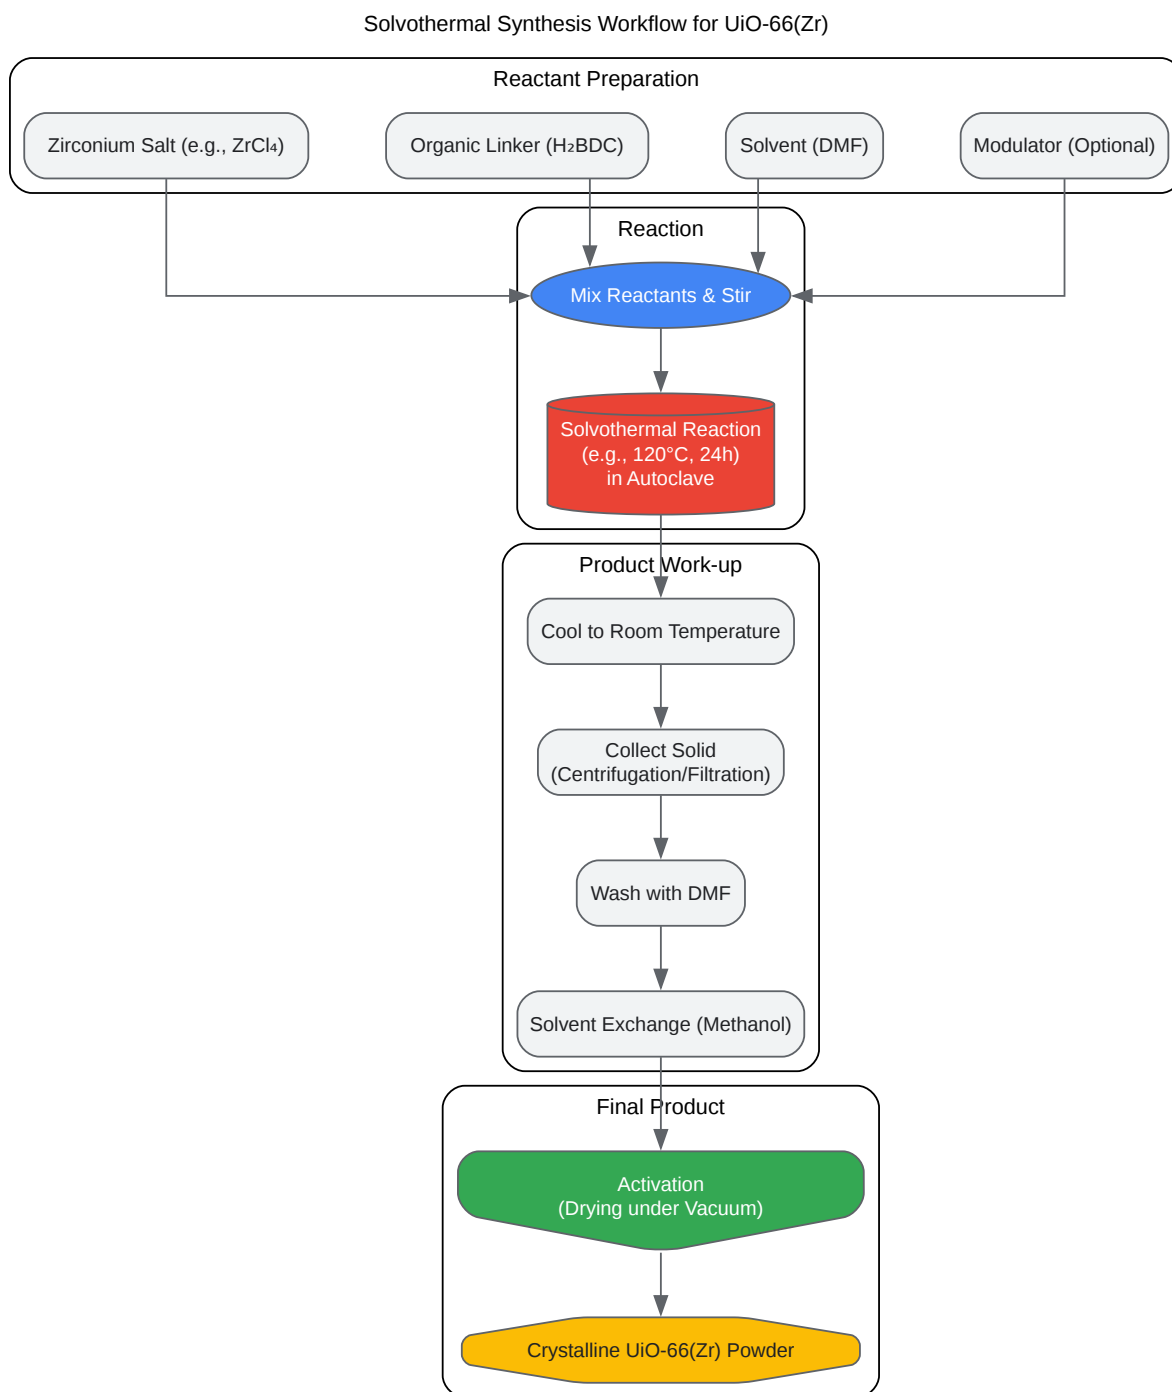 Solvothermal Synthesis Workflow for UiO-66(Zr)
Reactant Preparation
Zirconium Salt (e.g., ZrCl₄)
Organic Linker (H₂BDC)
Solvent (DMF)
Modulator (Optional)
Reaction
Mix Reactants & Stir
Solvothermal Reaction
(e.g., 120°C, 24h)
in Autoclave
Product Work-up
Cool to Room Temperature
Collect Solid
(Centrifugation/Filtration)
Wash with DMF
Solvent Exchange (Methanol)
Final Product
Activation
(Drying under Vacuum)
Crystalline UiO-66(Zr) Powder